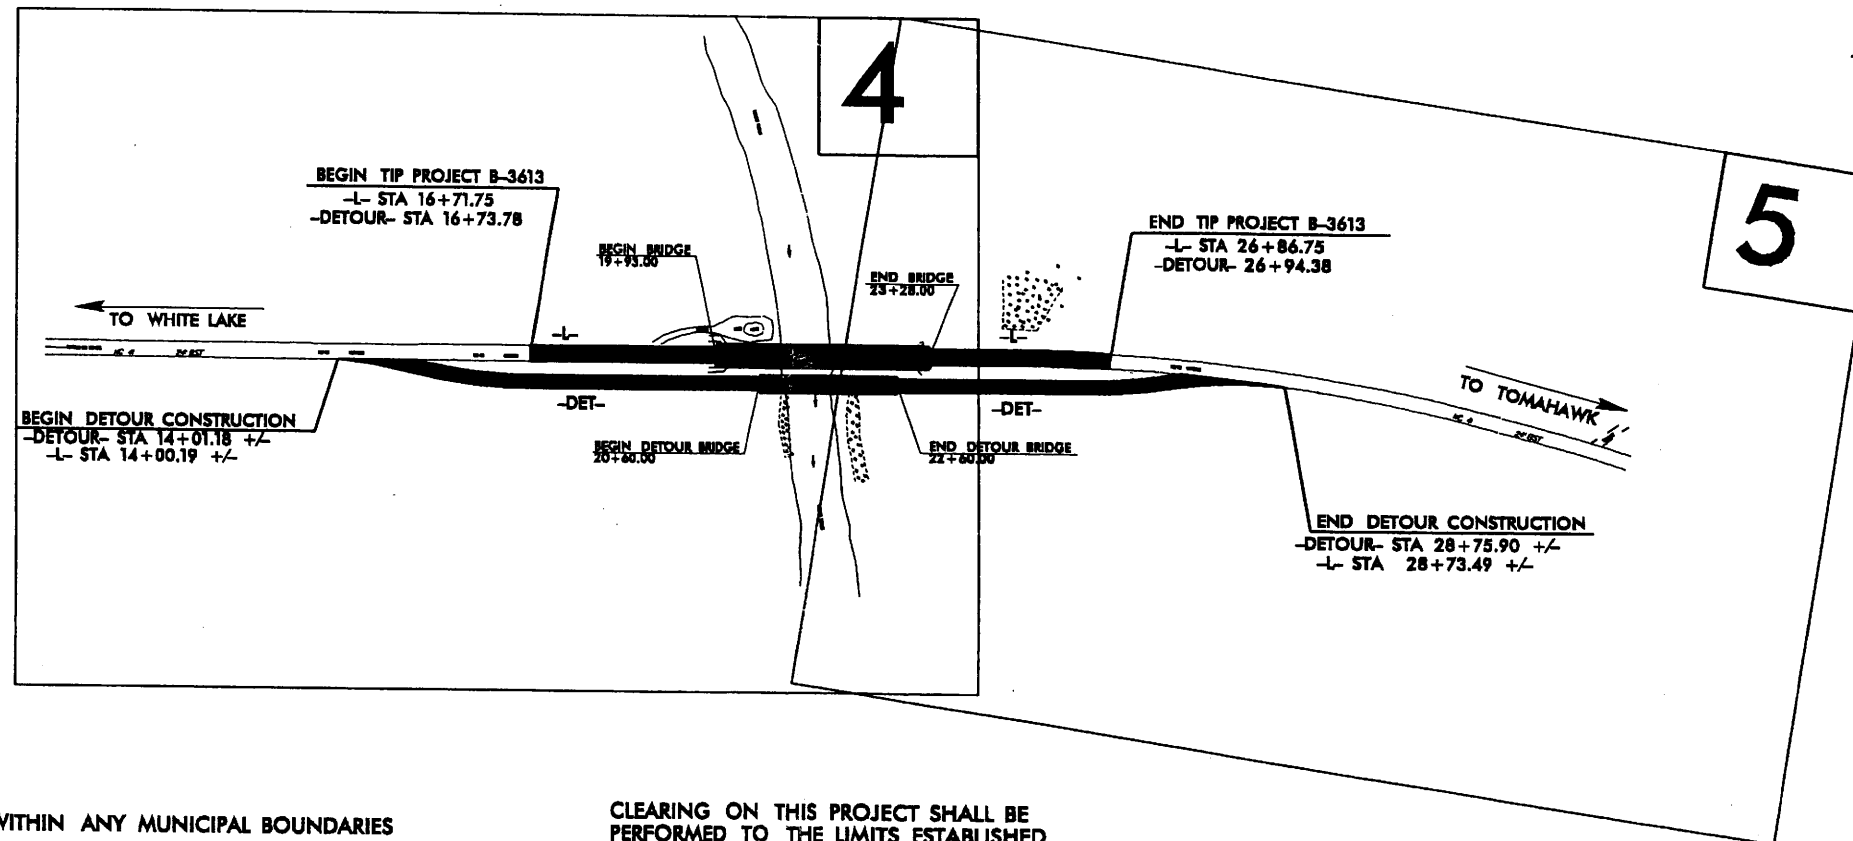 4
5
BEGIN TIP PROJECT B-3613
-L- STA 16+71.75
-DETOUR- STA 16+73.78
BEGIN BRIDGE
19+93.00
END BRIDGE
23+28.00
END TIP PROJECT B-3613
-L- STA 26+86.75
-DETOUR- 26+94.38
TO WHITE LAKE
-L-
-L-
TO TOMAHAWK
-DET-
-DET-
BEGIN DETOUR CONSTRUCTION
-DETOUR- STA 14+01.18 +/-
-L- STA 14+00.19 +/-
BEGIN DETOUR BRIDGE
20+60.00
END DETOUR BRIDGE
22+60.00
END DETOUR CONSTRUCTION
-DETOUR- STA 28+75.90 +/-
-L- STA 28+73.49 +/-
WITHIN ANY MUNICIPAL BOUNDARIES
CLEARING ON THIS PROJECT SHALL BE
PERFORMED TO THE LIMITS ESTABLISHED